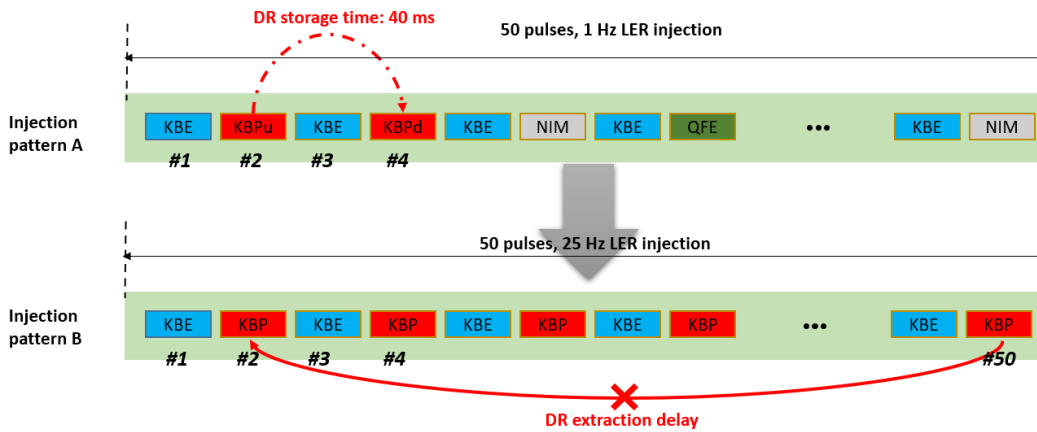 DR storage time: 40 ms
50 pulses, 1 Hz LER injection
Injection
pattern A
KBE KBPu KBE KBPd KBE NIM KBE QFE ••• KBE NIM
#1 #2 #3 #4
50 pulses, 25 Hz LER injection
Injection
pattern B
KBE KBP KBE KBP KBE KBP KBE KBP ••• KBE KBP
#1 #2 #3 #4 #50
DR extraction delay